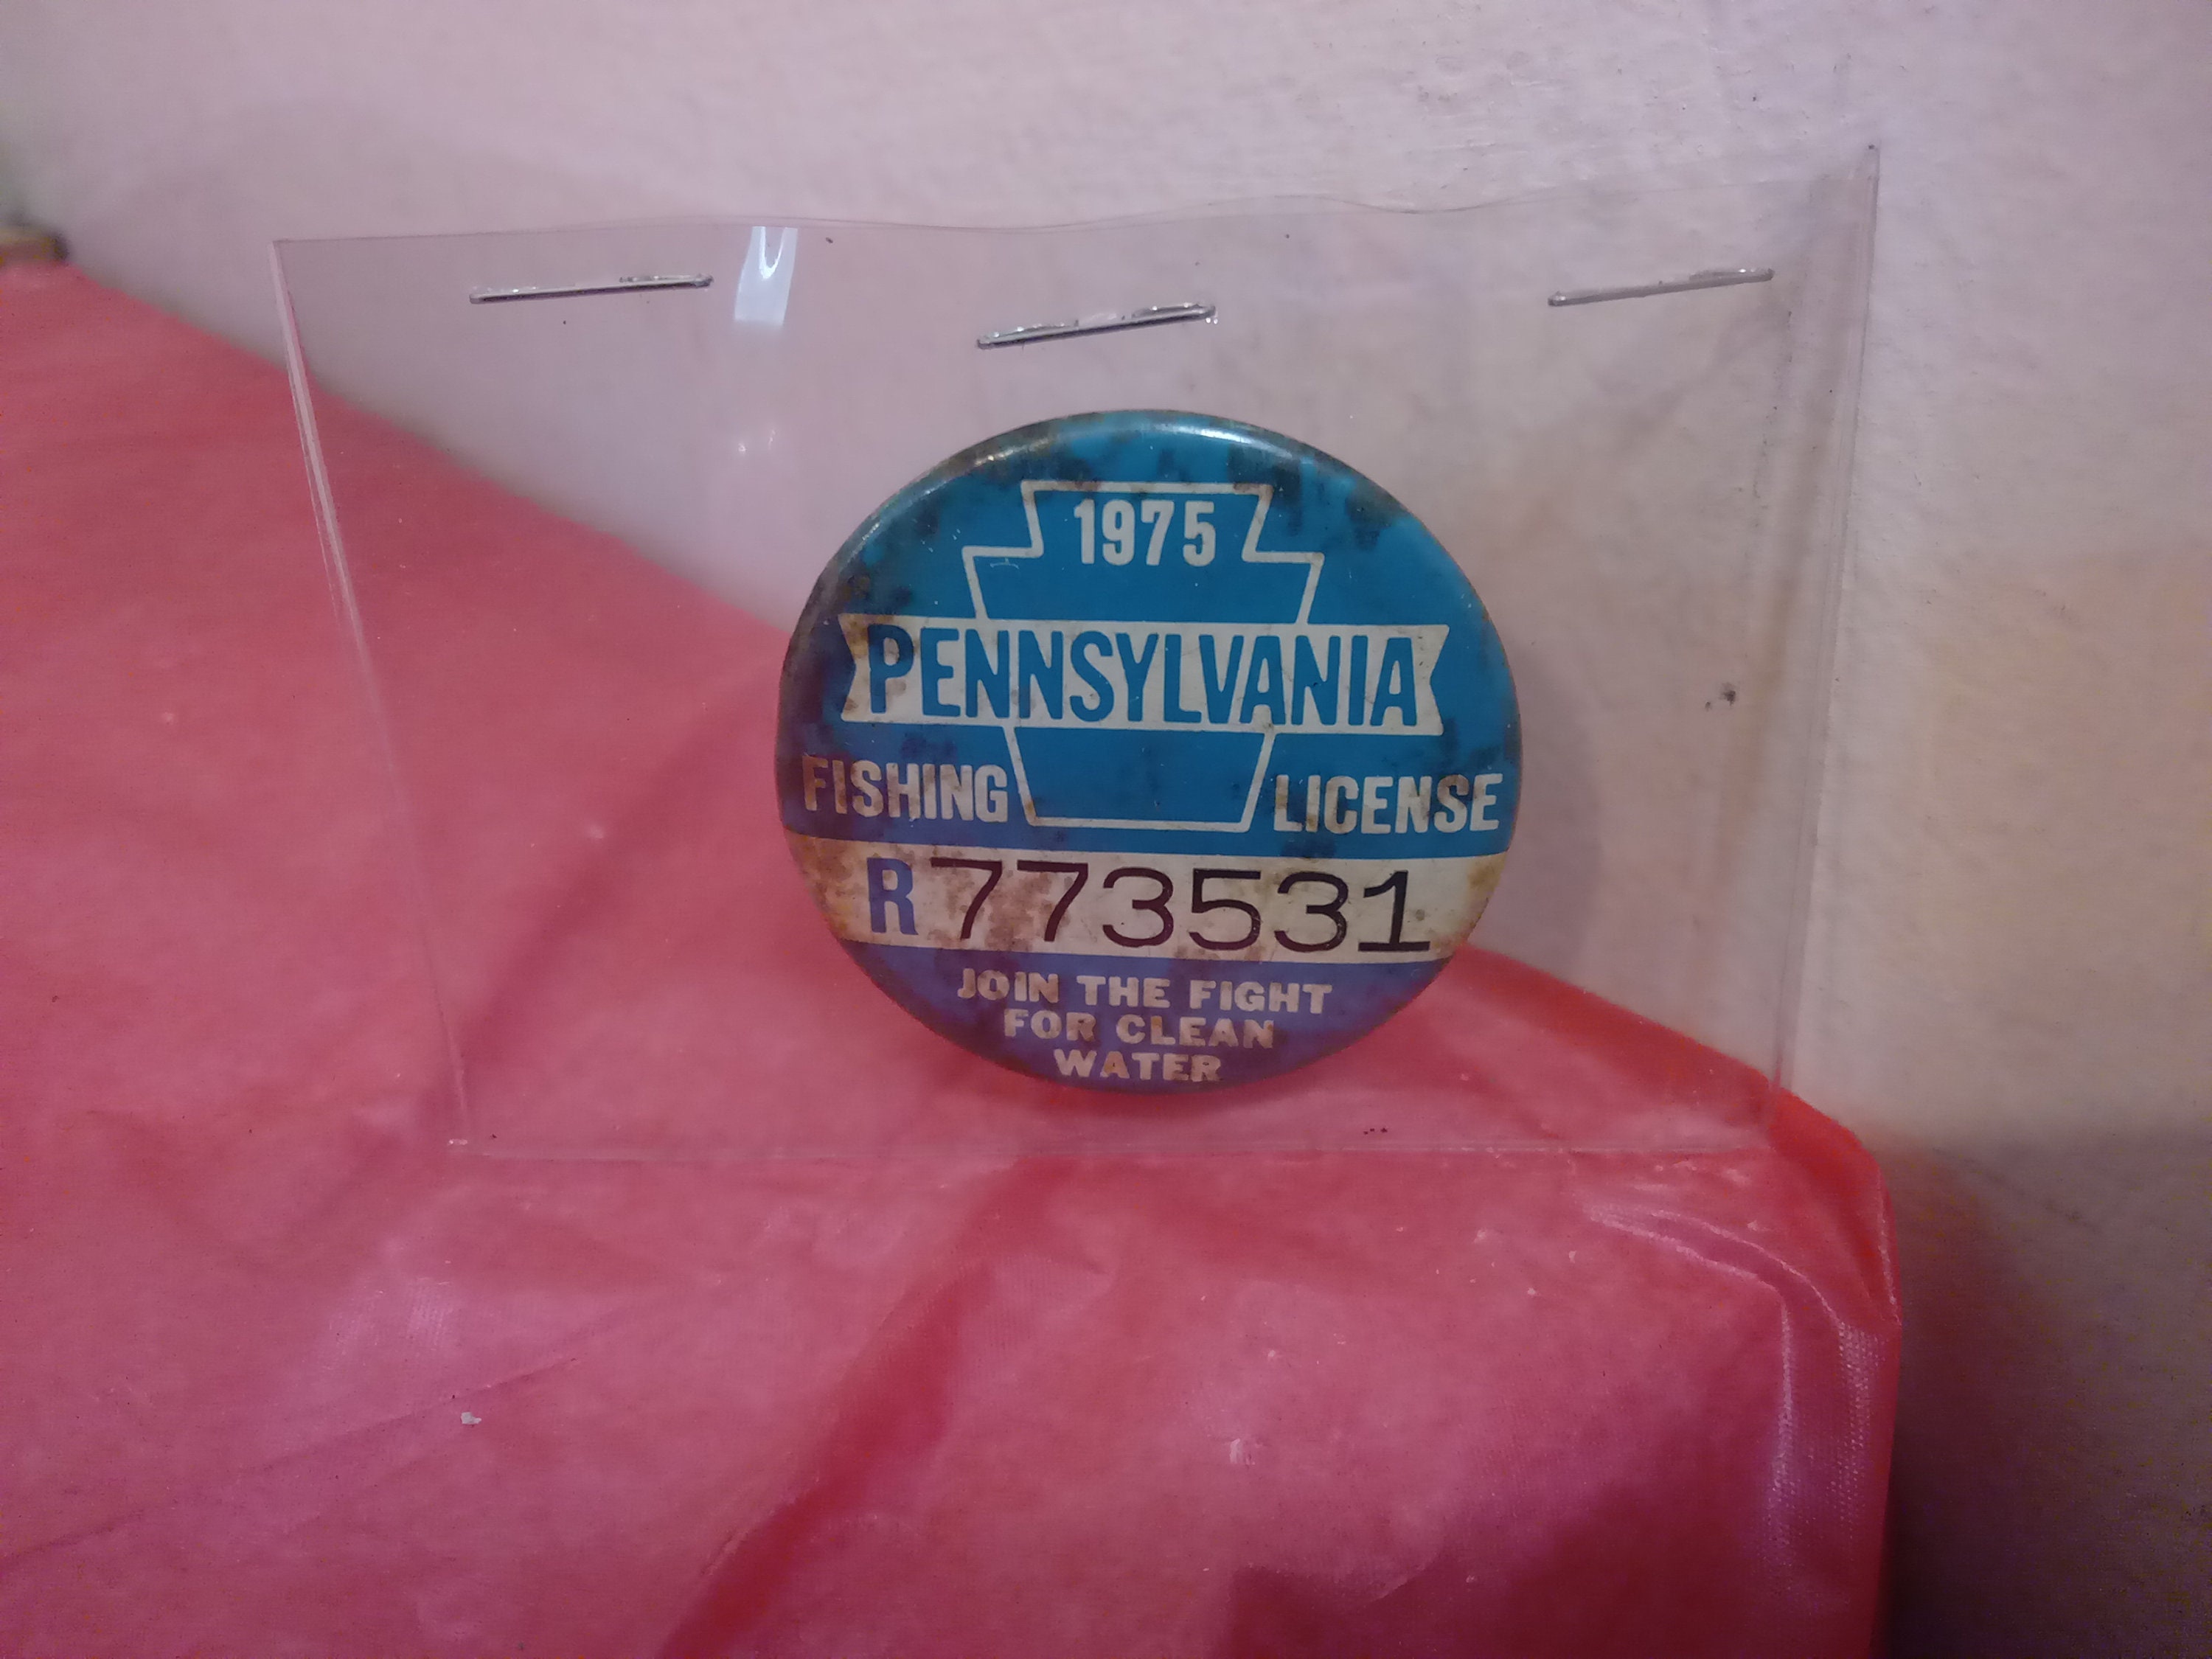 1975
PENNSYLVANIA
FISHING LICENSE
R 773531
JOIN THE FIGHT
FOR CLEAN
WATER